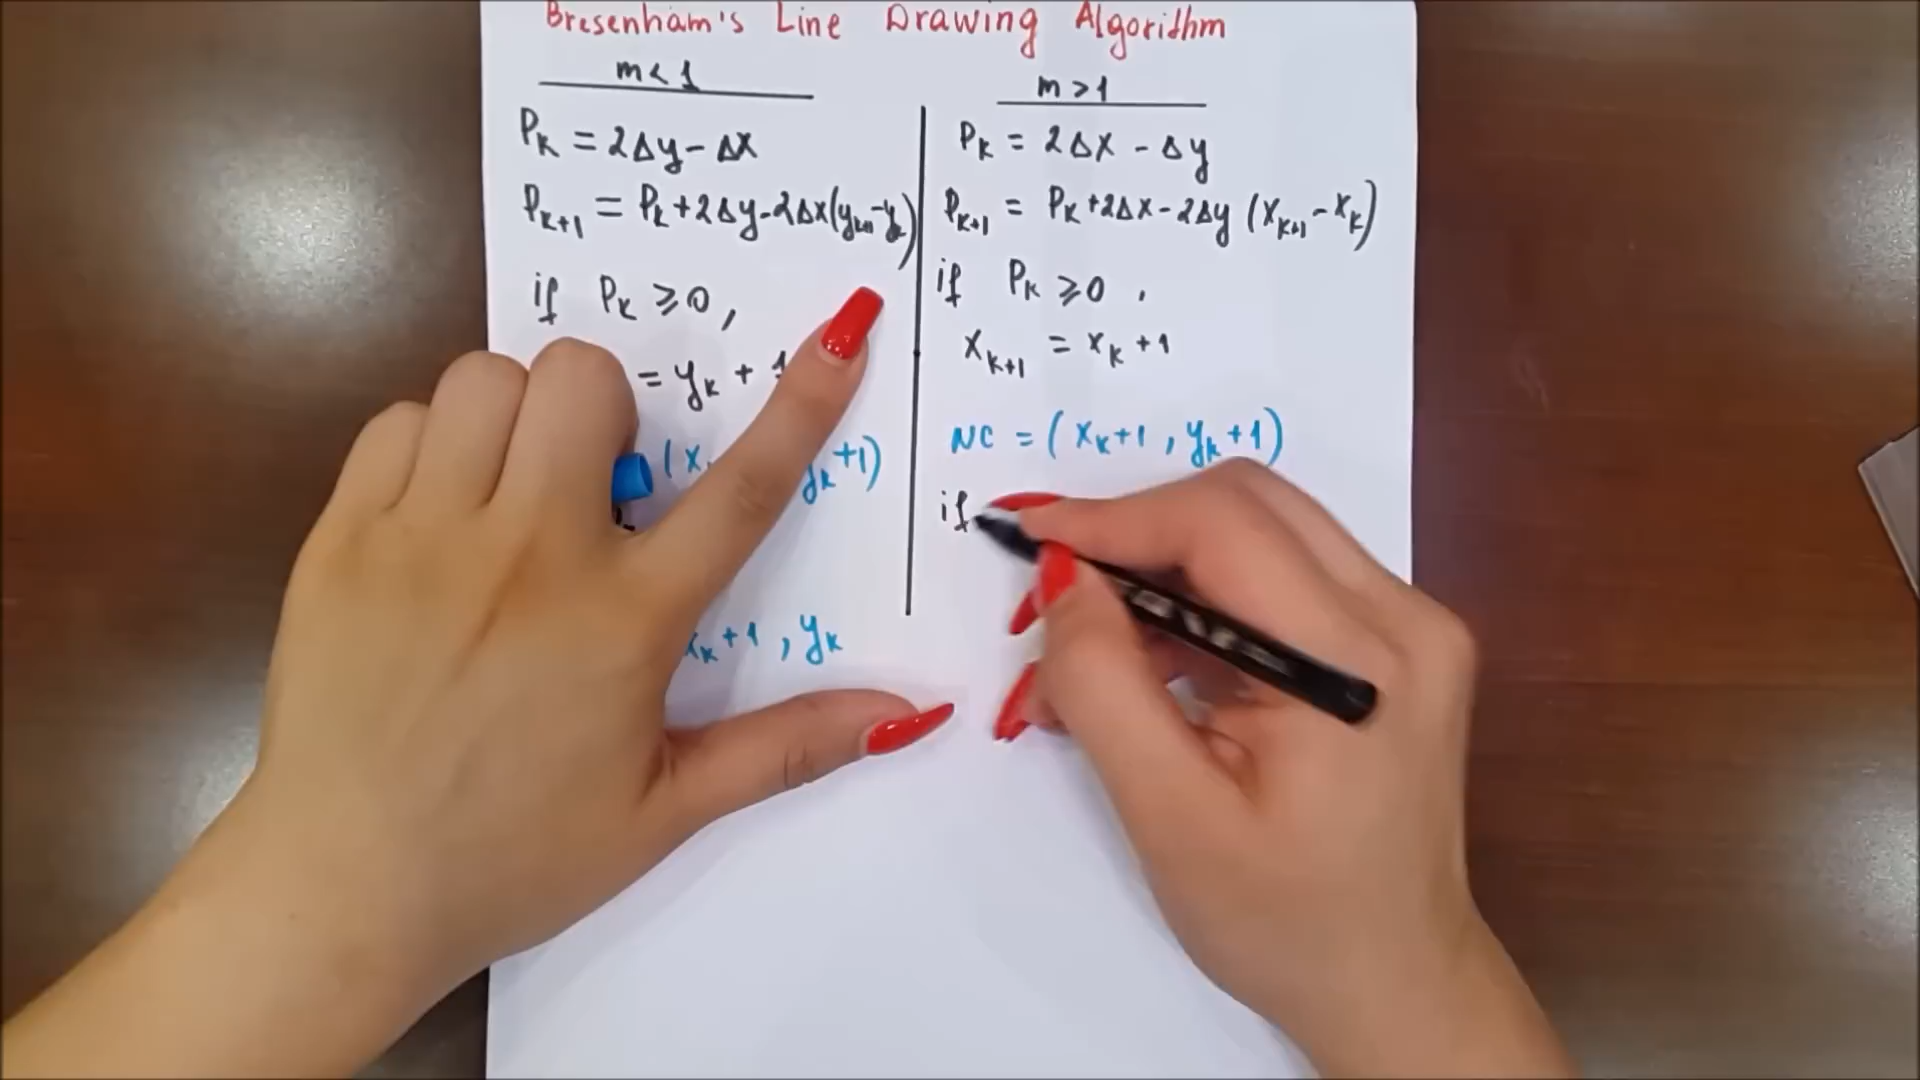 Bresenham's Line Drawing Algorithm
m < 1
Pₖ = 2Δy - Δx
Pₖ₊₁ = Pₖ + 2Δy - 2Δx(yₖ₊₁ - yₖ)
if Pₖ ≥ 0,
= yₖ + 1
(x yₖ+1)
xₖ+1 , yₖ
m > 1
Pₖ = 2Δx - Δy
Pₖ₊₁ = Pₖ + 2Δx - 2Δy (xₖ₊₁ - xₖ)
if Pₖ ≥ 0 ,
xₖ₊₁ = xₖ + 1
NC = ( xₖ+1 , yₖ+1)
if